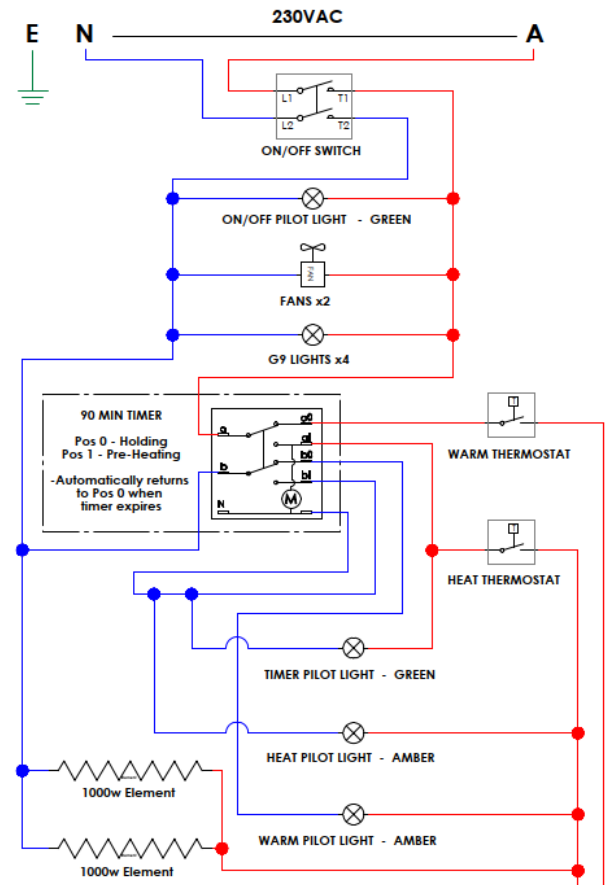 230VAC
E N A
L1 T1
L2 T2
ON/OFF SWITCH
ON/OFF PILOT LIGHT - GREEN
FAN
FANS x2
G9 LIGHTS x4
90 MIN TIMER
Pos 0 - Holding
Pos 1 - Pre-Heating
-Automatically returns
to Pos 0 when
timer expires
a a0
a1
b b0
b1
M
N
T
WARM THERMOSTAT
T
HEAT THERMOSTAT
TIMER PILOT LIGHT - GREEN
HEAT PILOT LIGHT - AMBER
1000w Element
WARM PILOT LIGHT - AMBER
1000w Element